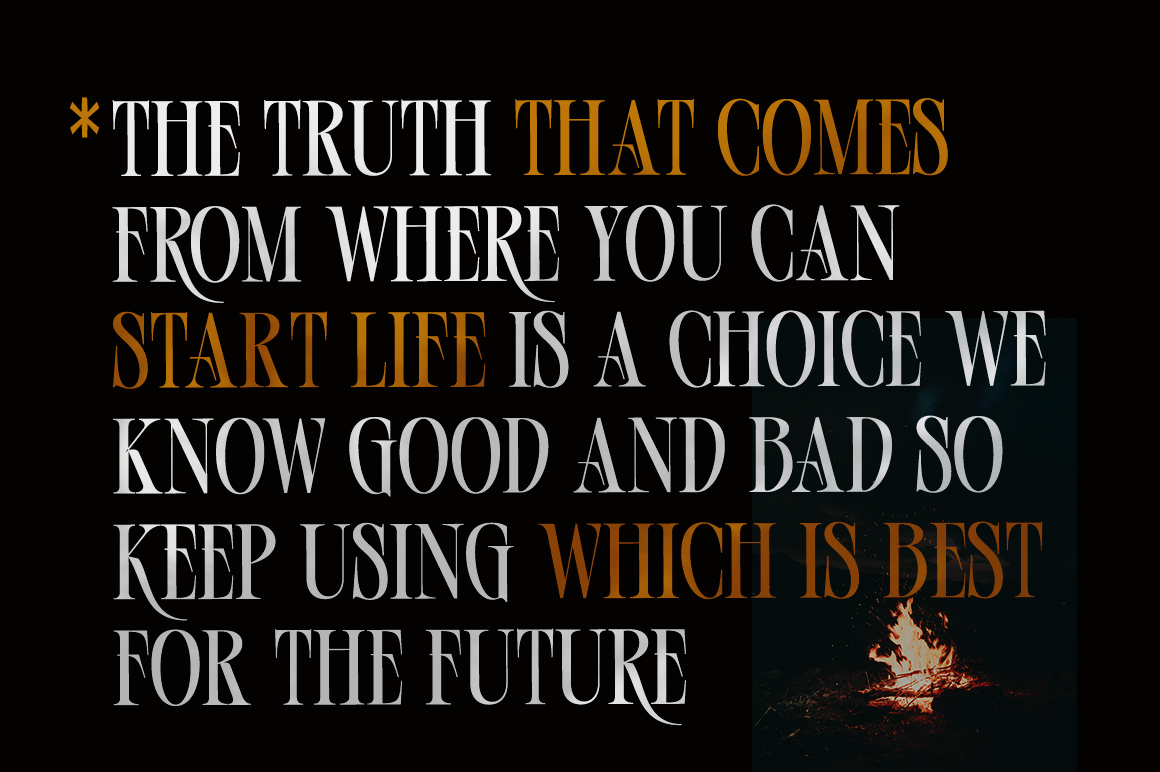 *THE TRUTH THAT COMES
FROM WHERE YOU CAN
START LIFE IS A CHOICE WE
KNOW GOOD AND BAD SO
KEEP USING WHICH IS BEST
FOR THE FUTURE